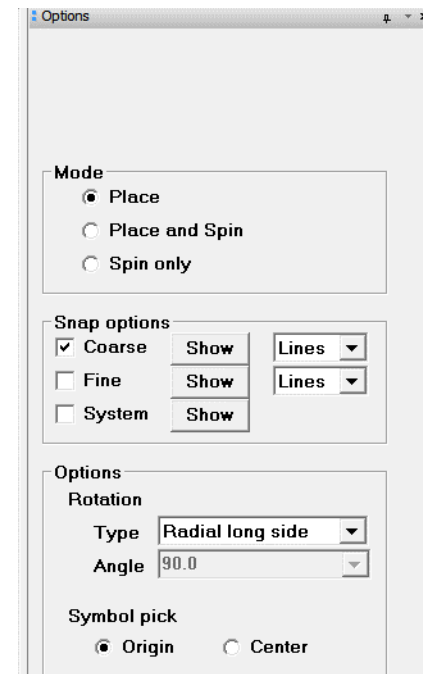 Options
Mode
Place
Place and Spin
Spin only
Snap options
Coarse Show Lines
Fine Show Lines
System Show
Options
Rotation
Type Radial long side
Angle 90.0
Symbol pick
Origin Center